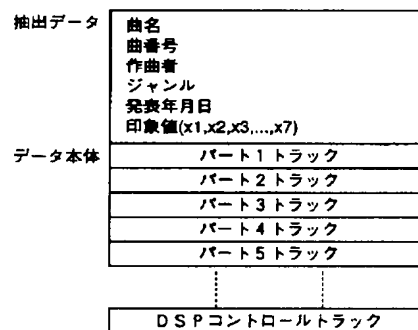 抽出データ
曲名
曲番号
作曲者
ジャンル
発表年月日
印象値(x1,x2,x3,...,x7)
データ本体
パート1トラック
パート2トラック
パート3トラック
パート4トラック
パート5トラック
DSPコントロールトラック